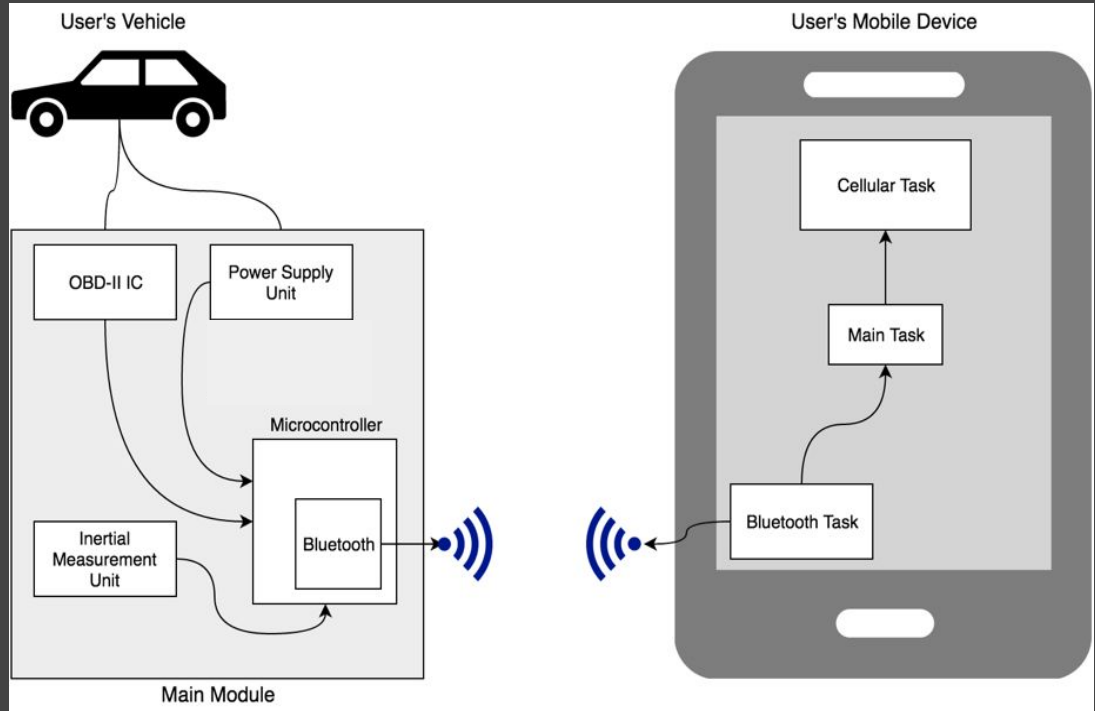 User's Vehicle
User's Mobile Device
Cellular Task
OBD-II IC
Power Supply
Unit
Main Task
Microcontroller
Bluetooth Task
Inertial
Measurement
Unit
Bluetooth
Main Module